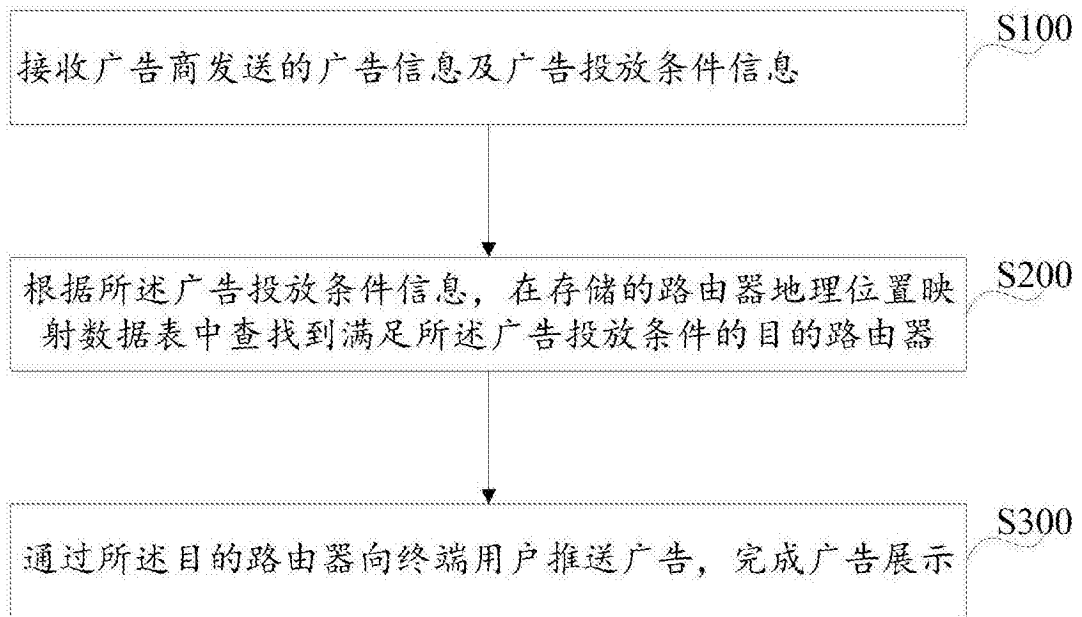 S100
接收广告商发送的广告信息及广告投放条件信息
S200
根据所述广告投放条件信息，在存储的路由器地理位置映
射数据表中查找到满足所述广告投放条件的目的路由器
S300
通过所述目的路由器向终端用户推送广告，完成广告展示